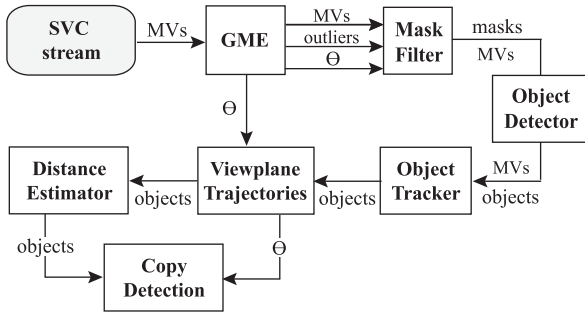 SVC
stream
MVs
GME
MVs
outliers
Θ
Mask
Filter
masks
MVs
Object
Detector
Θ
Distance
Estimator
objects
Viewplane
Trajectories
objects
Object
Tracker
MVs
objects
objects
Θ
Copy
Detection